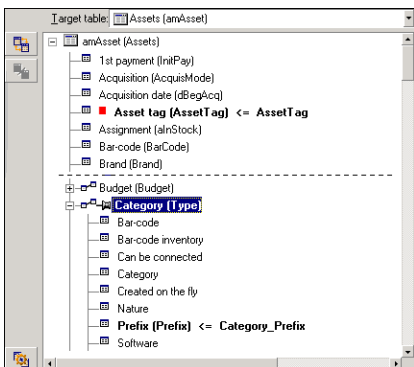 Target table: Assets (amAsset)
amAsset (Assets)
1st payment (InitPay)
Acquisition (AcquisMode)
Acquisition date (dBegAcq)
Asset tag (AssetTag) <= AssetTag
Assignment (aInStock)
Bar-code (BarCode)
Brand (Brand)
Budget (Budget)
Category (Type)
Bar-code
Bar-code inventory
Can be connected
Category
Created on the fly
Nature
Prefix (Prefix) <= Category_Prefix
Software